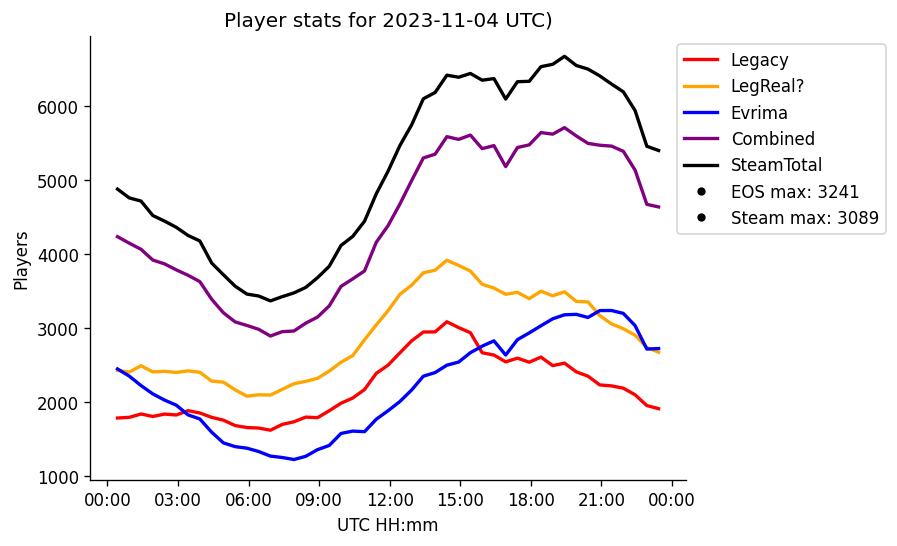 Player stats for 2023-11-04 UTC)
Legacy
LegReal?
Evrima
Combined
SteamTotal
EOS max: 3241
Steam max: 3089
Players
6000
5000
4000
3000
2000
1000
00:00 03:00 06:00 09:00 12:00 15:00 18:00 21:00 00:00
UTC HH:mm